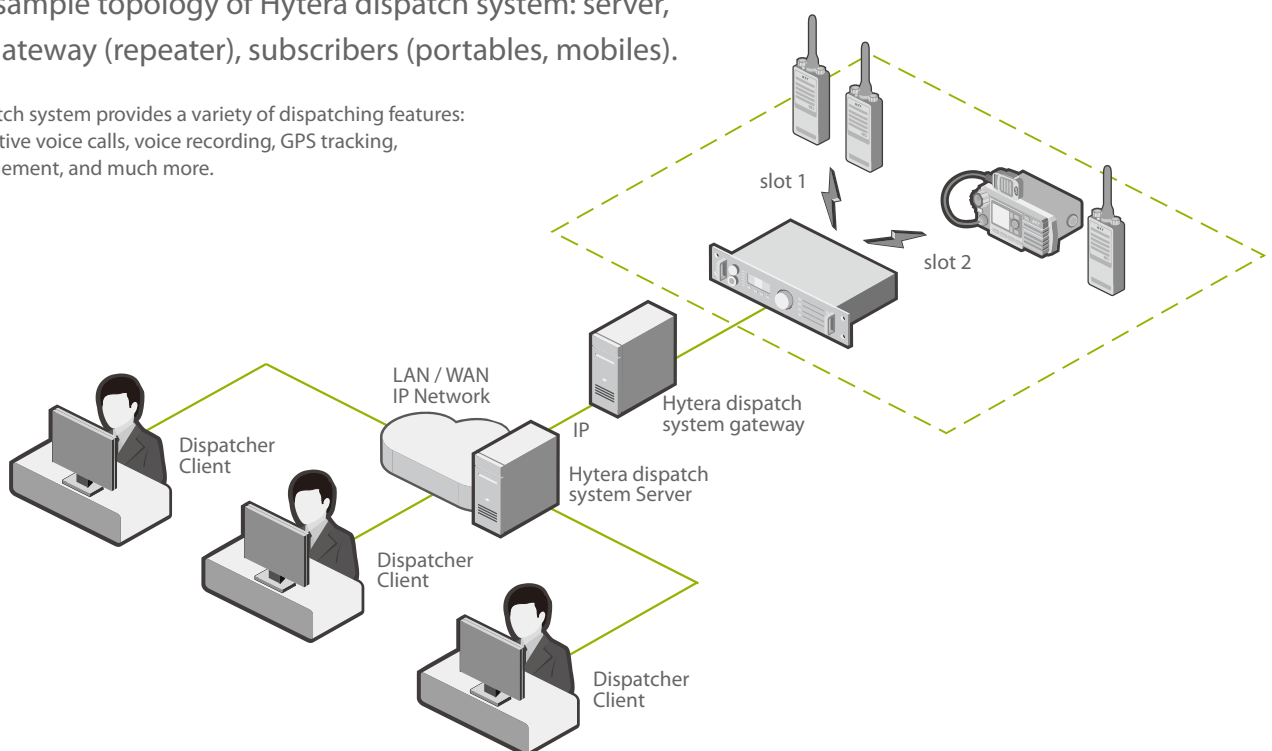 sample topology of Hytera dispatch system: server,
ateway (repeater), subscribers (portables, mobiles).
tch system provides a variety of dispatching features:
tive voice calls, voice recording, GPS tracking,
ement, and much more.
slot 1
slot 2
LAN / WAN
IP Network
IP
Hytera dispatch
system gateway
Hytera dispatch
system Server
Dispatcher
Client
Dispatcher
Client
Dispatcher
Client